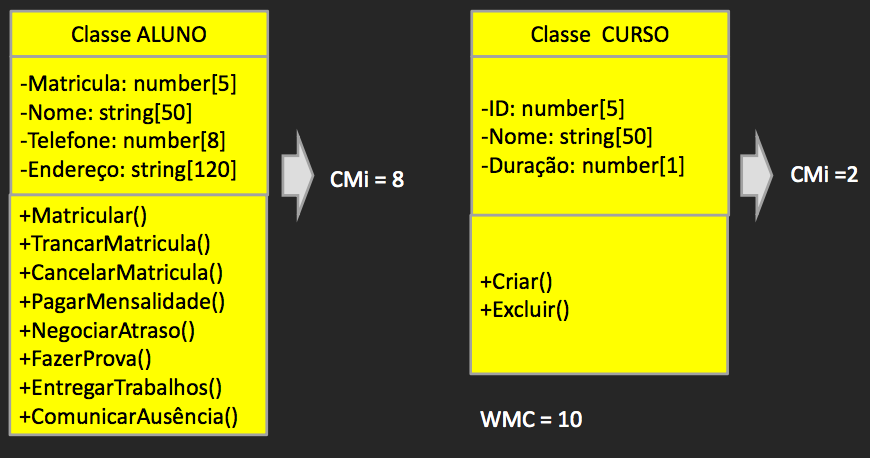 Classe ALUNO
-Matricula: number[5]
-Nome: string[50]
-Telefone: number[8]
-Endereço: string[120]
+Matricular()
+TrancarMatricula()
+CancelarMatricula()
+PagarMensalidade()
+NegociarAtraso()
+FazerProva()
+EntregarTrabalhos()
+ComunicarAusência()
CMi = 8
Classe CURSO
-ID: number[5]
-Nome: string[50]
-Duração: number[1]
+Criar()
+Excluir()
CMi =2
WMC = 10